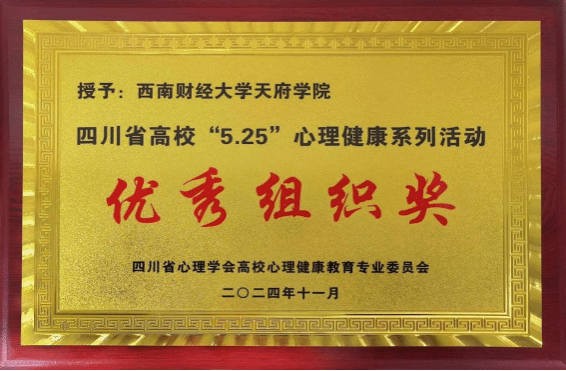 授予：西南财经大学天府学院
四川省高校“5.25”心理健康系列活动
优秀组织奖
四川省心理学会高校心理健康教育专业委员会
二〇二四年十一月